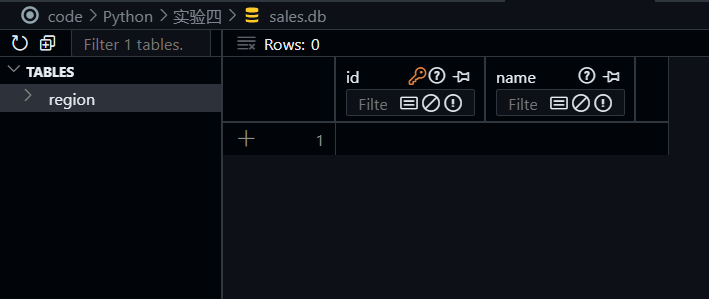 code > Python > 实验四 > sales.db
Filter 1 tables.
Rows: 0
TABLES
region
id
name
Filte
Filte
1